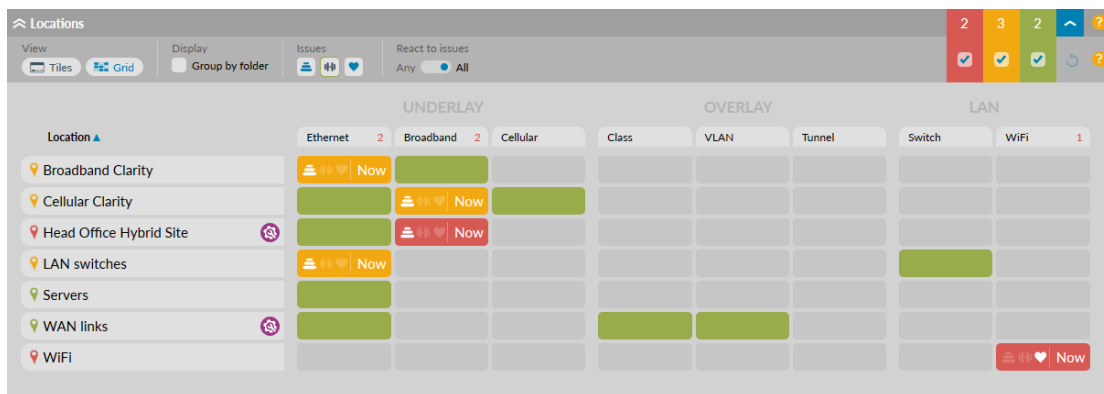 Locations
2 3 2 ?
View Display Issues React to issues
Tiles Grid Group by folder Any All ?
UNDERLAY OVERLAY LAN
Location Ethernet 2 Broadband 2 Cellular Class VLAN Tunnel Switch WiFi 1
Broadband Clarity Now
Cellular Clarity Now
Head Office Hybrid Site Now
LAN switches Now
Servers
WAN links
WiFi Now